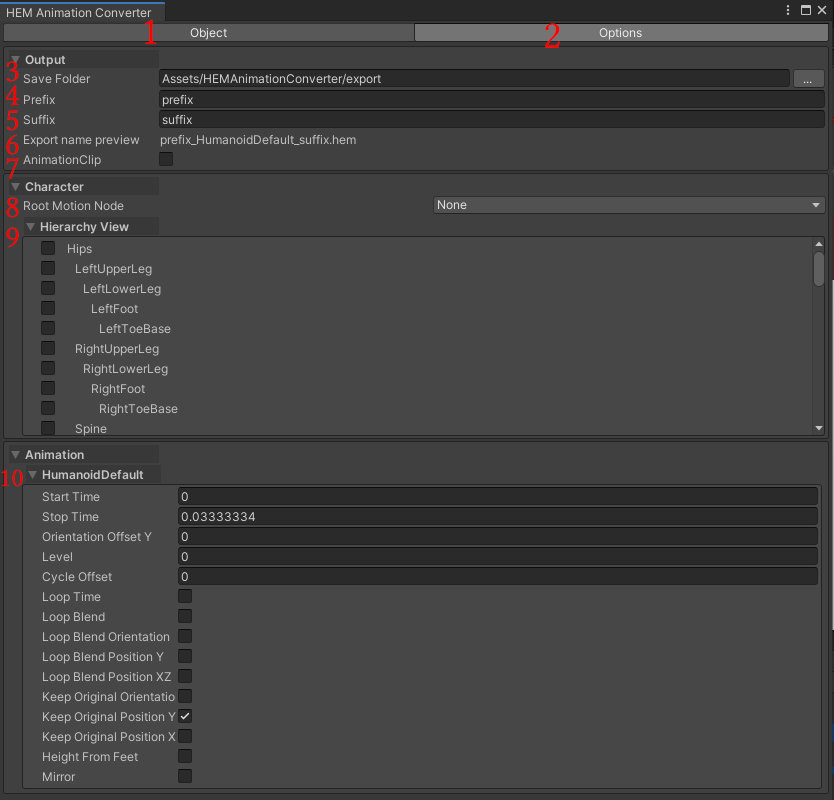 HEM Animation Converter
1 Object 2 Options
Output
3 Save Folder Assets/HEMAnimationConverter/export ...
4 Prefix prefix
5 Suffix suffix
6 Export name preview prefix_HumanoidDefault_suffix.hem
7 AnimationClip
Character
8 Root Motion Node None
9 Hierarchy View
Hips
LeftUpperLeg
LeftLowerLeg
LeftFoot
LeftToeBase
RightUpperLeg
RightLowerLeg
RightFoot
RightToeBase
Spine
Animation
10 HumanoidDefault
Start Time 0
Stop Time 0.03333334
Orientation Offset Y 0
Level 0
Cycle Offset 0
Loop Time
Loop Blend
Loop Blend Orientation
Loop Blend Position Y
Loop Blend Position XZ
Keep Original Orientatio
Keep Original Position Y
Keep Original Position X
Height From Feet
Mirror